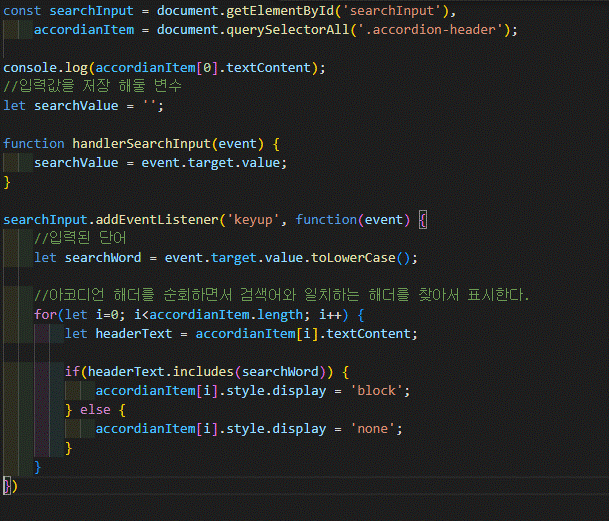 const searchInput = document.getElementById('searchInput'),
    accordianItem = document.querySelectorAll('.accordion-header');
console.log(accordianItem[0].textContent);
//입력값을 저장 해둘 변수
let searchValue = '';
function handlerSearchInput(event) {
    searchValue = event.target.value;
}
searchInput.addEventListener('keyup', function(event) {
    //입력된 단어
    let searchWord = event.target.value.toLowerCase();
    //아코디언 헤더를 순회하면서 검색어와 일치하는 헤더를 찾아서 표시한다.
    for(let i=0; i<accordianItem.length; i++) {
        let headerText = accordianItem[i].textContent;
        if(headerText.includes(searchWord)) {
            accordianItem[i].style.display = 'block';
        } else {
            accordianItem[i].style.display = 'none';
        }
    }
})